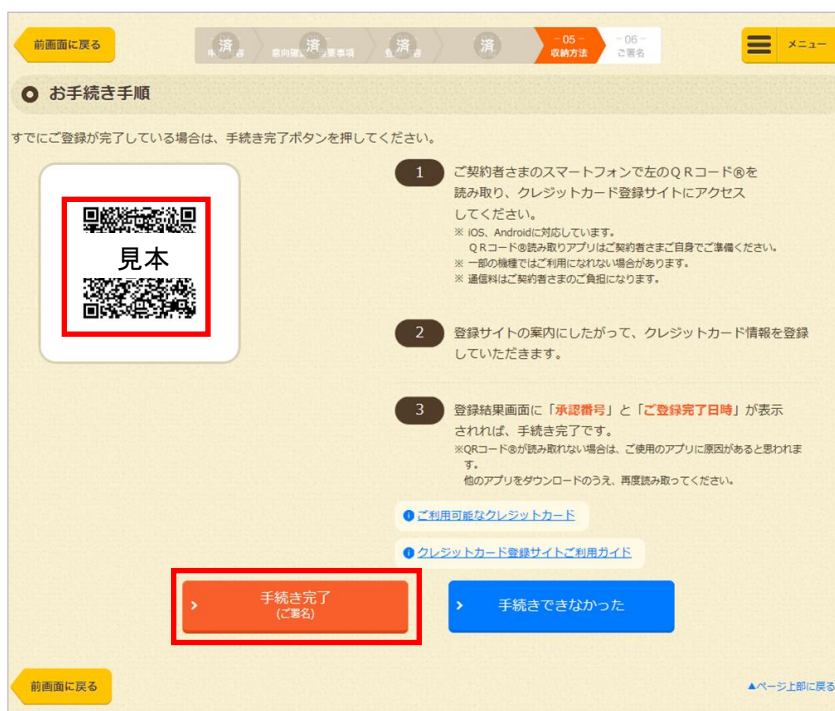 前画面に戻る
済
済
済
済
- 05 -
収納方法
- 06 -
ご署名
メニュー
お手続き手順
すでにご登録が完了している場合は、手続き完了ボタンを押してください。
見本
1
ご契約者さまのスマートフォンで左のQRコード®を
読み取り、クレジットカード登録サイトにアクセス
してください。
※ iOS、Androidに対応しています。
QRコード®読み取りアプリはご契約者さまご自身でご準備ください。
※ 一部の機種ではご利用になれない場合があります。
※ 通信料はご契約者さまのご負担になります。
2
登録サイトの案内にしたがって、クレジットカード情報を登録
していただきます。
3
登録結果画面に「承認番号」と「ご登録完了日時」が表示
されれば、手続き完了です。
※QRコード®が読み取れない場合は、ご使用のアプリに原因があると思われま
す。
他のアプリをダウンロードのうえ、再度読み取ってください。
ご利用可能なクレジットカード
クレジットカード登録サイトご利用ガイド
手続き完了
(ご署名)
手続きできなかった
前画面に戻る
▲ページ上部に戻る